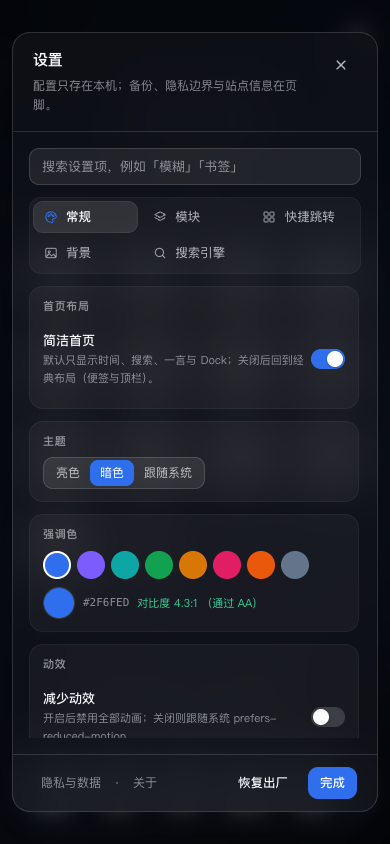 设置
配置只存在本机；备份、隐私边界与站点信息在页
脚。
搜索设置项，例如「模糊」「书签」
常规
模块
快捷跳转
背景
搜索引擎
首页布局
简洁首页
默认只显示时间、搜索、一言与 Dock；关闭后回到经
典布局（便签与顶栏）。
主题
亮色
暗色
跟随系统
强调色
#2F6FED 对比度 4.3:1 （通过 AA）
动效
减少动效
开启后禁用全部动画；关闭则跟随系统 prefers-
reduced-motion
隐私与数据 · 关于
恢复出厂
完成